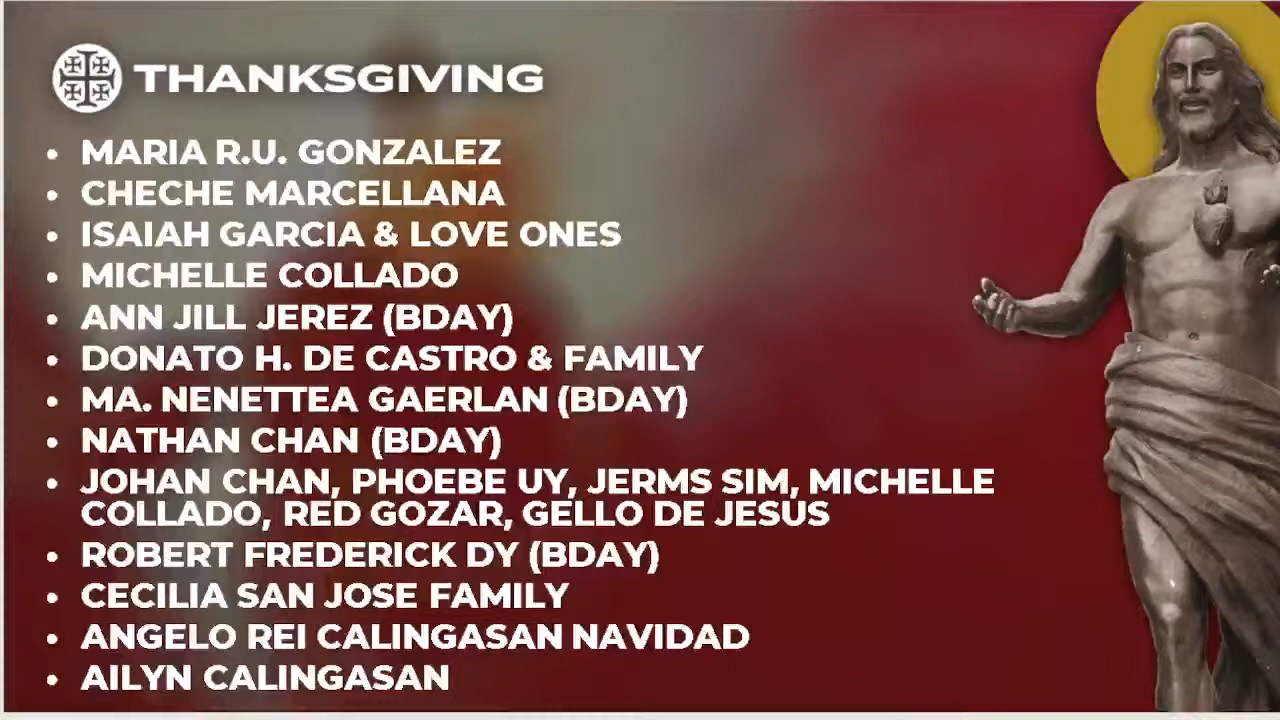 THANKSGIVING
• MARIA R.U. GONZALEZ
• CHECHE MARCELLANA
• ISAIAH GARCIA & LOVE ONES
• MICHELLE COLLADO
• ANN JILL JEREZ (BDAY)
• DONATO H. DE CASTRO & FAMILY
• MA. NENETTEA GAERLAN (BDAY)
• NATHAN CHAN (BDAY)
• JOHAN CHAN, PHOEBE UY, JERMS SIM, MICHELLE
COLLADO, RED GOZAR, GELLO DE JESUS
• ROBERT FREDERICK DY (BDAY)
• CECILIA SAN JOSE FAMILY
• ANGELO REI CALINGASAN NAVIDAD
• AILYN CALINGASAN